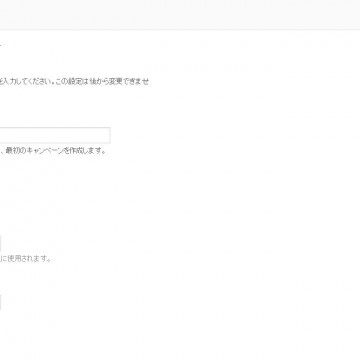 入力してください。この設定は後から変更できませ
、最初のキャンペーンを作成します。
に使用されます。